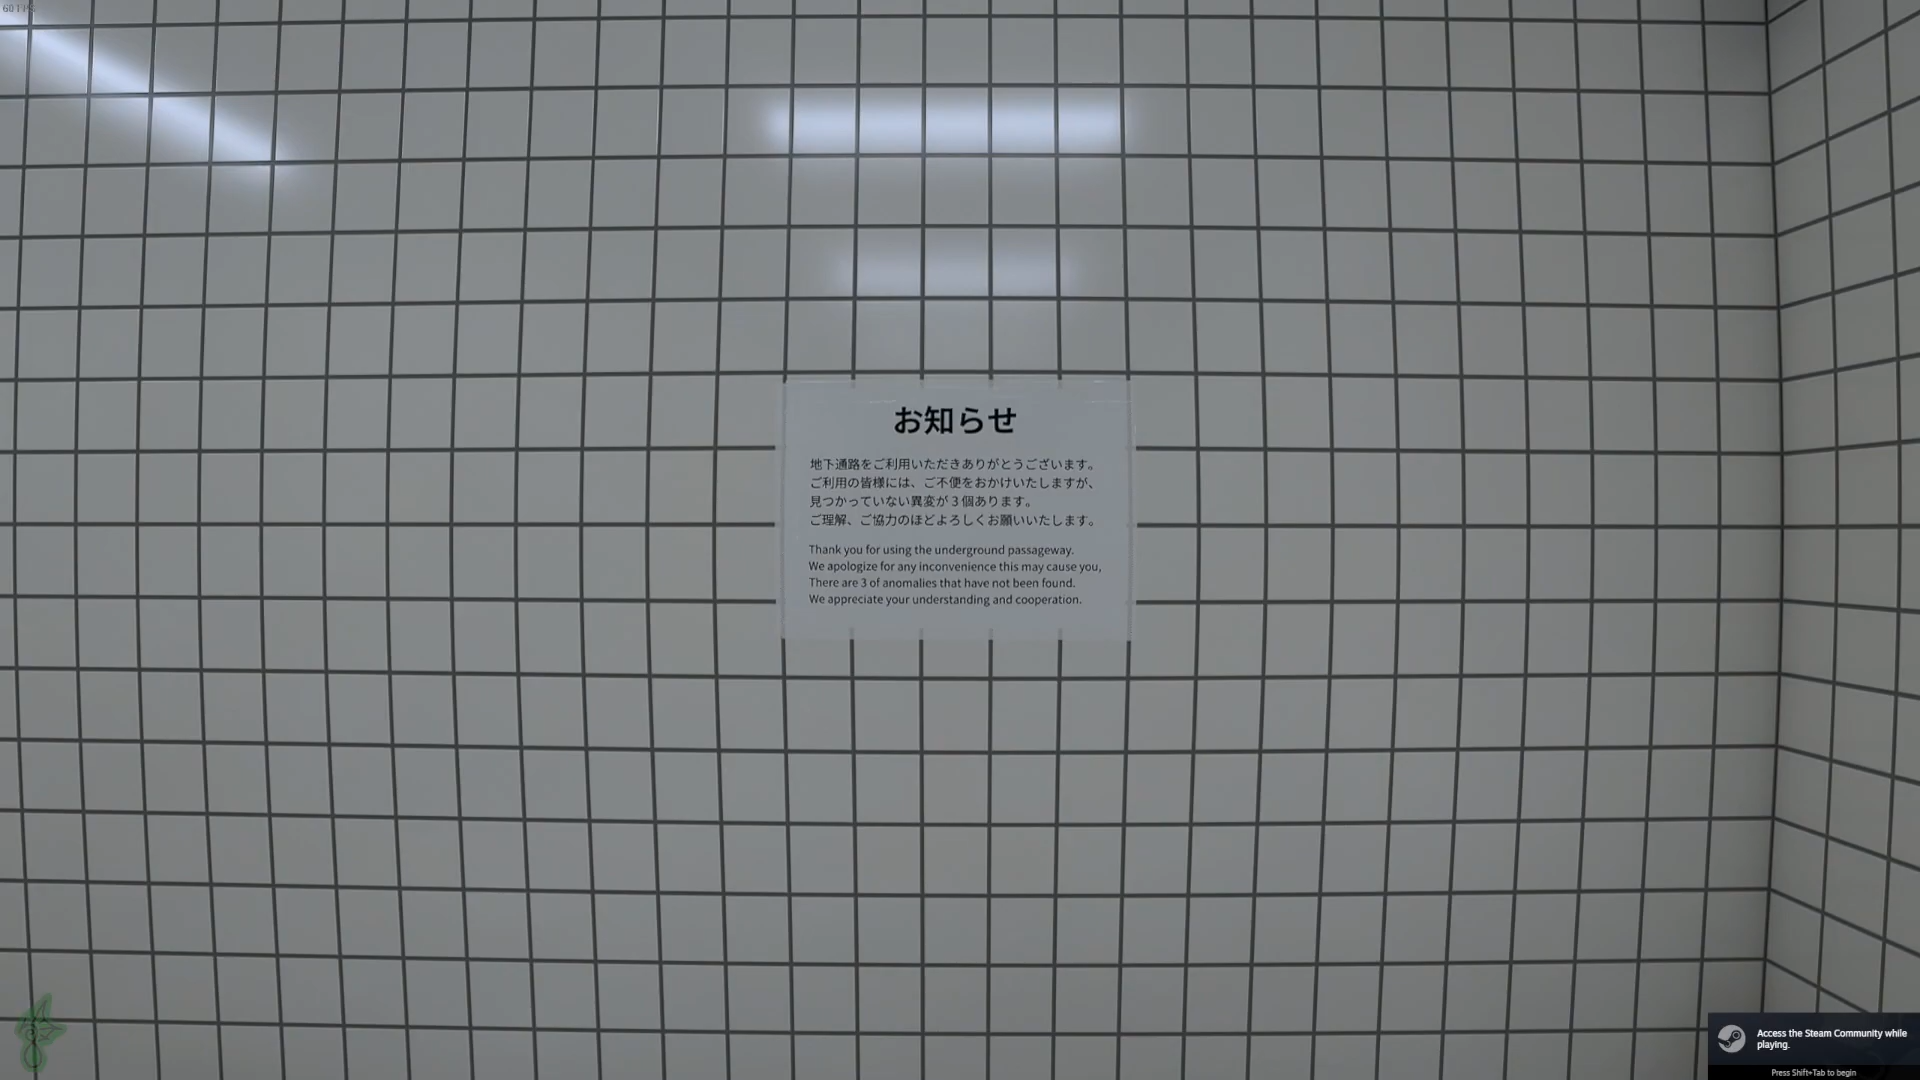 60 FPS
お知らせ
地下通路をご利用いただきありがとうございます。
ご利用の皆様には、ご不便をおかけいたしますが、
見つかっていない異変が 3 個あります。
ご理解、ご協力のほどよろしくお願いいたします。
Thank you for using the underground passageway.
We apologize for any inconvenience this may cause you,
There are 3 of anomalies that have not been found.
We appreciate your understanding and cooperation.
Access the Steam Community while
playing.
Press Shift+Tab to begin